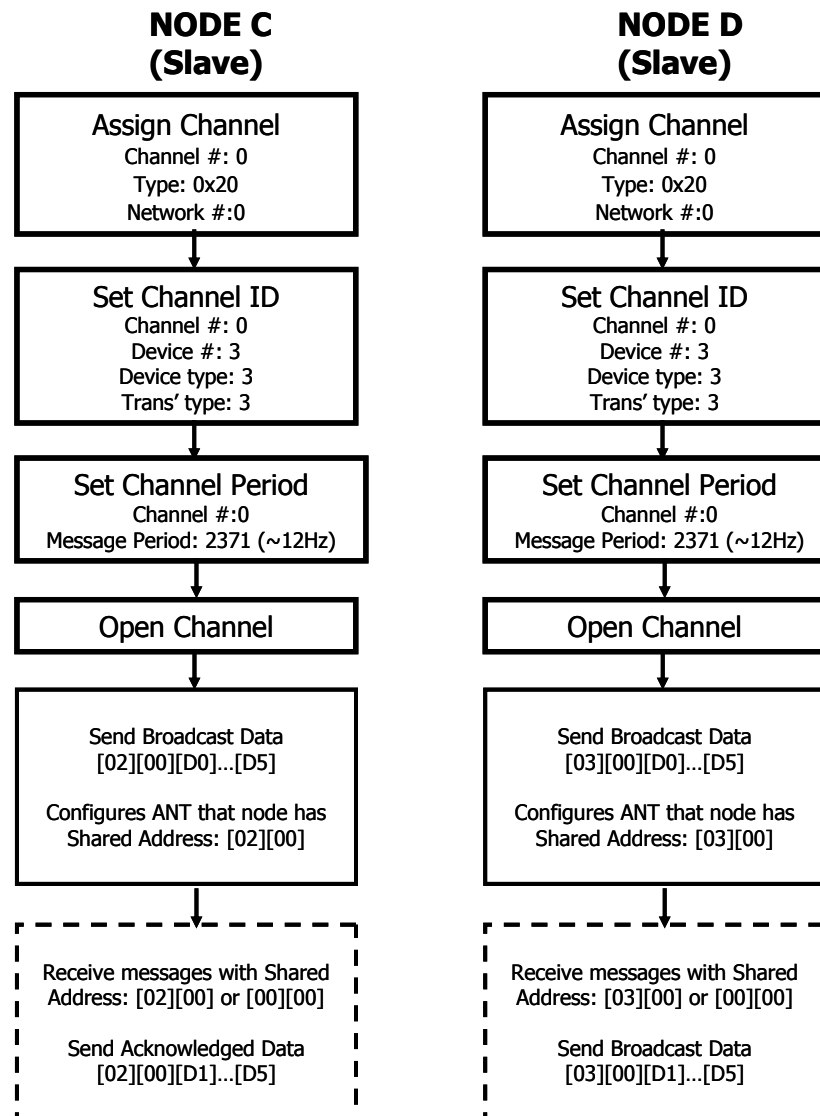 NODE C
(Slave)
Assign Channel
Channel #: 0
Type: 0x20
Network #:0
Set Channel ID
Channel #: 0
Device #: 3
Device type: 3
Trans’ type: 3
Set Channel Period
Channel #:0
Message Period: 2371 (~12Hz)
Open Channel
Send Broadcast Data
[02][00][D0]...[D5]
Configures ANT that node has
Shared Address: [02][00]
Receive messages with Shared
Address: [02][00] or [00][00]
Send Acknowledged Data
[02][00][D1]...[D5]
NODE D
(Slave)
Assign Channel
Channel #: 0
Type: 0x20
Network #:0
Set Channel ID
Channel #: 0
Device #: 3
Device type: 3
Trans’ type: 3
Set Channel Period
Channel #:0
Message Period: 2371 (~12Hz)
Open Channel
Send Broadcast Data
[03][00][D0]...[D5]
Configures ANT that node has
Shared Address: [03][00]
Receive messages with Shared
Address: [03][00] or [00][00]
Send Broadcast Data
[03][00][D1]...[D5]